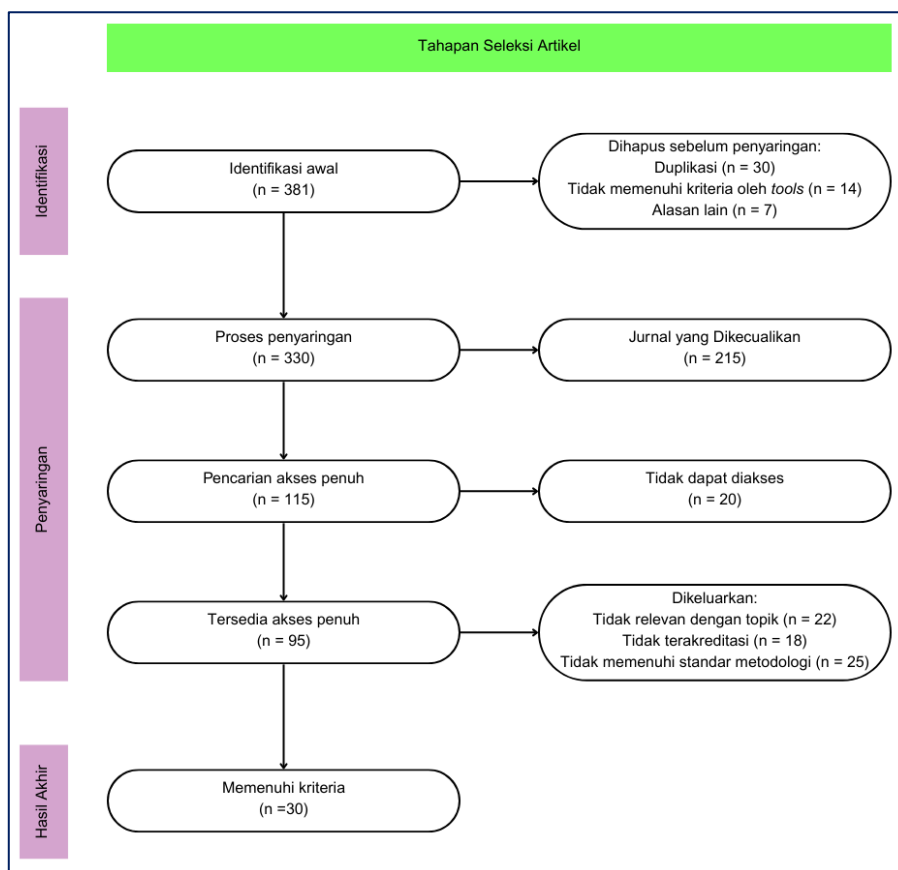 Tahapan Seleksi Artikel
Identifikasi
Identifikasi awal
(n = 381)
Dihapus sebelum penyaringan:
Duplikasi (n = 30)
Tidak memenuhi kriteria oleh tools (n = 14)
Alasan lain (n = 7)
Penyaringan
Proses penyaringan
(n = 330)
Jurnal yang Dikecualikan
(n = 215)
Pencarian akses penuh
(n = 115)
Tidak dapat diakses
(n = 20)
Tersedia akses penuh
(n = 95)
Dikeluarkan:
Tidak relevan dengan topik (n = 22)
Tidak terakreditasi (n = 18)
Tidak memenuhi standar metodologi (n = 25)
Hasil Akhir
Memenuhi kriteria
(n =30)